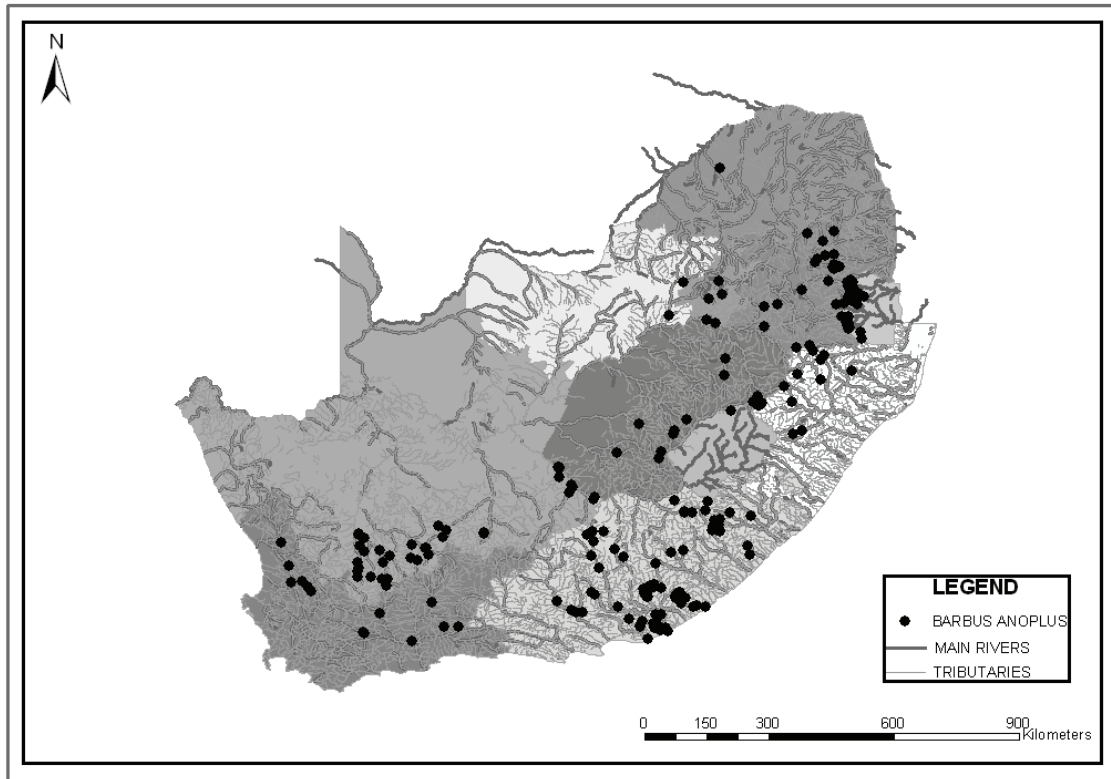 N
LEGEND
BARBUS ANOPLUS
MAIN RIVERS
TRIBUTARIES
0 150 300 600 900
Kilometers